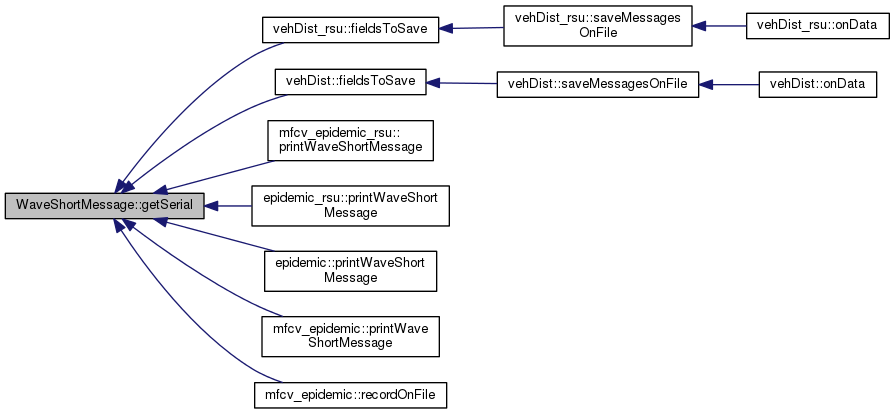 vehDist_rsu::fieldsToSave
vehDist_rsu::saveMessages
OnFile
vehDist_rsu::onData
vehDist::fieldsToSave
vehDist::saveMessagesOnFile
vehDist::onData
mfcv_epidemic_rsu::
printWaveShortMessage
WaveShortMessage::getSerial
epidemic_rsu::printWaveShort
Message
epidemic::printWaveShort
Message
mfcv_epidemic::printWave
ShortMessage
mfcv_epidemic::recordOnFile